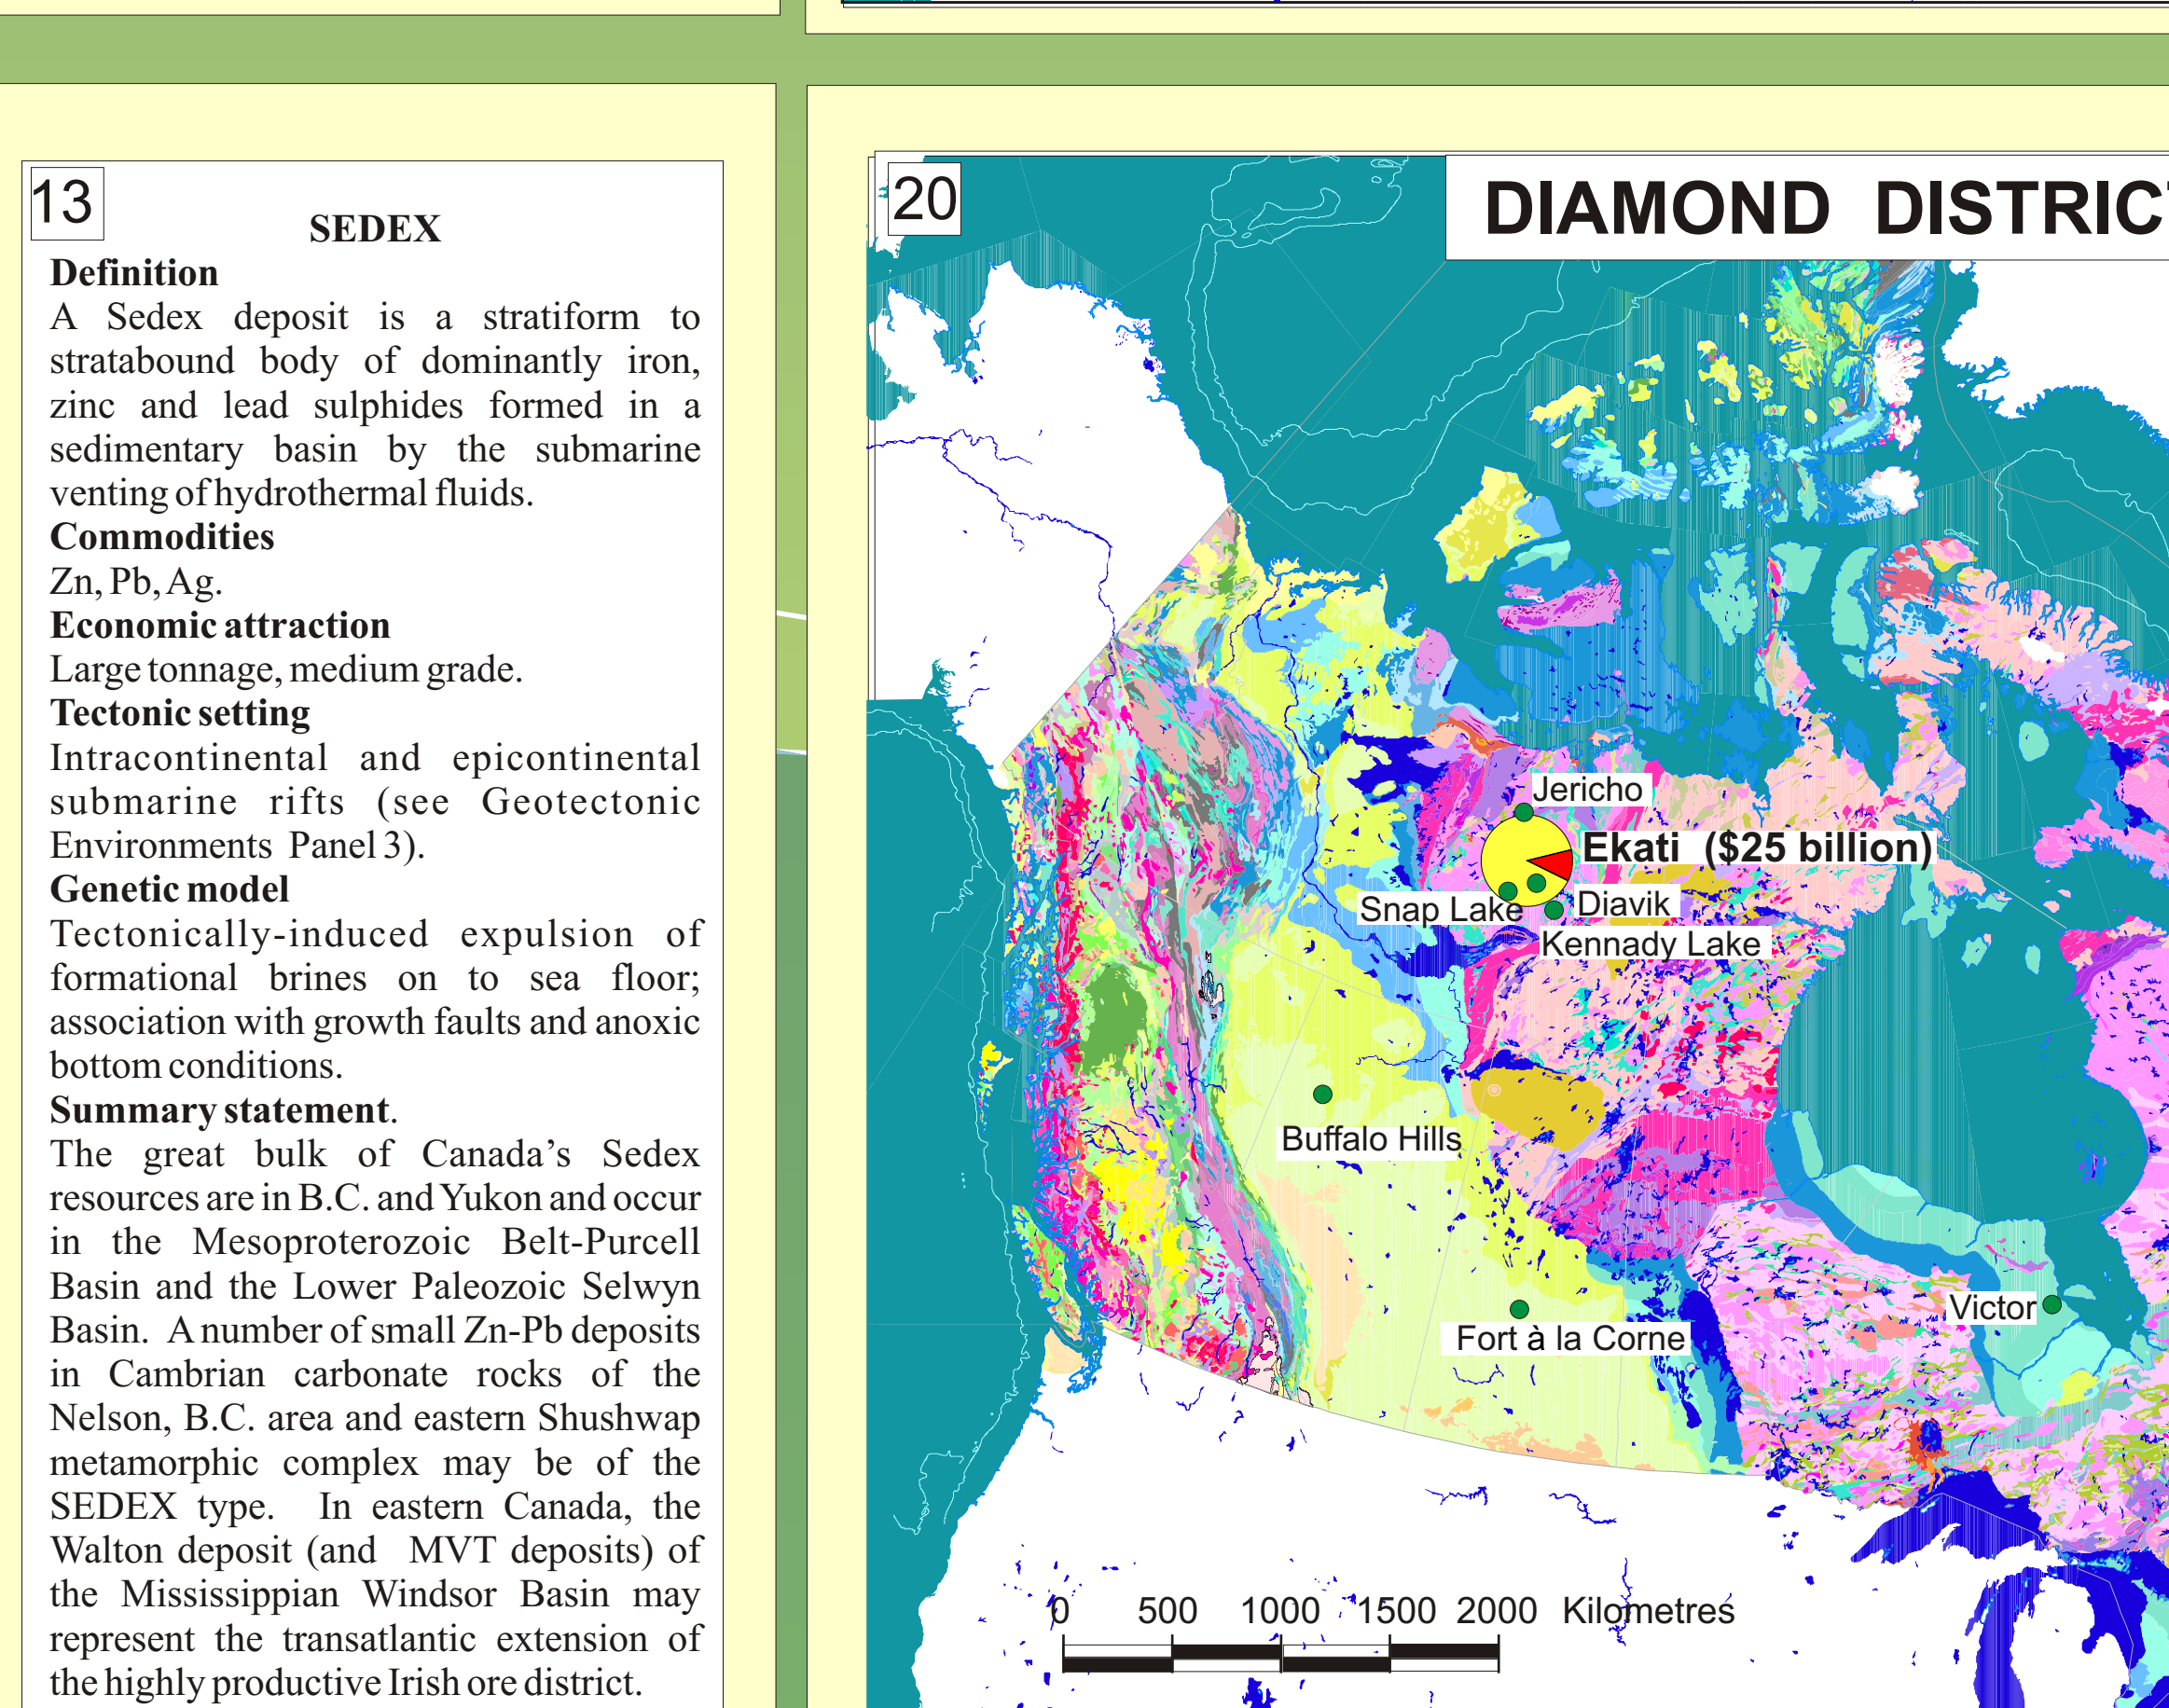 13
SEDEX
Definition
A Sedex deposit is a stratiform to
stratabound body of dominantly iron,
zinc and lead sulphides formed in a
sedimentary basin by the submarine
venting of hydrothermal fluids.
Commodities
Zn, Pb, Ag.
Economic attraction
Large tonnage, medium grade.
Tectonic setting
Intracontinental and epicontinental
submarine rifts (see Geotectonic
Environments Panel 3).
Genetic model
Tectonically-induced expulsion of
formational brines on to sea floor;
association with growth faults and anoxic
bottom conditions.
Summary statement.
The great bulk of Canada’s Sedex
resources are in B.C. and Yukon and occur
in the Mesoproterozoic Belt-Purcell
Basin and the Lower Paleozoic Selwyn
Basin. A number of small Zn-Pb deposits
in Cambrian carbonate rocks of the
Nelson, B.C. area and eastern Shushwap
metamorphic complex may be of the
SEDEX type. In eastern Canada, the
Walton deposit (and MVT deposits) of
the Mississippian Windsor Basin may
represent the transatlantic extension of
the highly productive Irish ore district.
20
DIAMOND DISTRIC
Jericho
Ekati ($25 billion)
Snap Lake
Diavik
Kennady Lake
Buffalo Hills
Fort à la Corne
Victor
0 500 1000 1500 2000 Kilometres